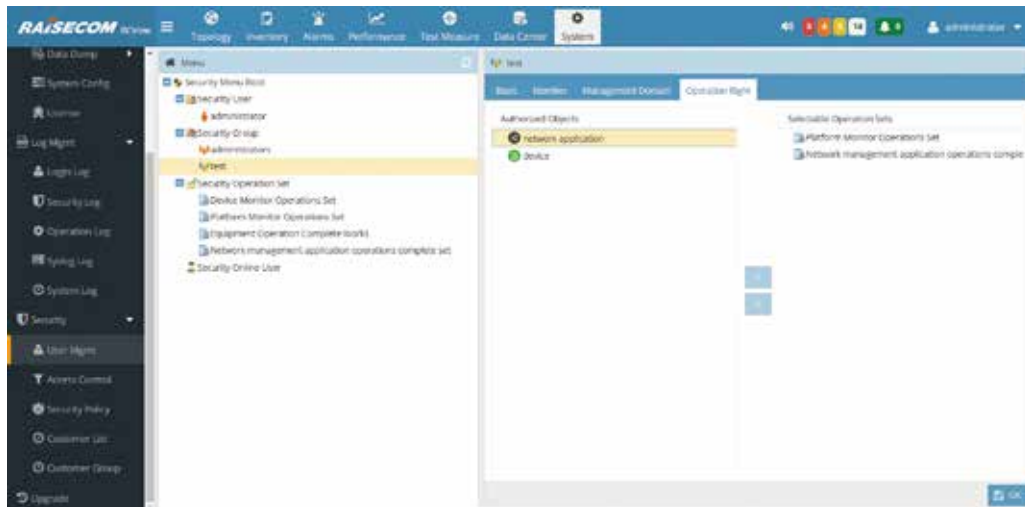 RAISECOM NView
Topology Inventory Alarms Performance Test Measure Data Center System
14
administrator
Data Dump
System Config
License
Log Mgmt
Login Log
Security Log
Operation Log
Syslog Log
System Log
Security
User Mgmt
Access Control
Security Policy
Customer List
Customer Group
Upgrade
Menu
Security Menu Root
Security User
administrator
Security Group
administrators
test
Security Operation Set
Device Monitor Operations Set
Platform Monitor Operations Set
Equipment Operation Complete Works
Network management application operations complete set
Security Online User
test
Basic Member Management Domain Operation Right
Authorized Objects
network application
device
Selectable Operation Sets
Platform Monitor Operations Set
Network management application operations comple
OK